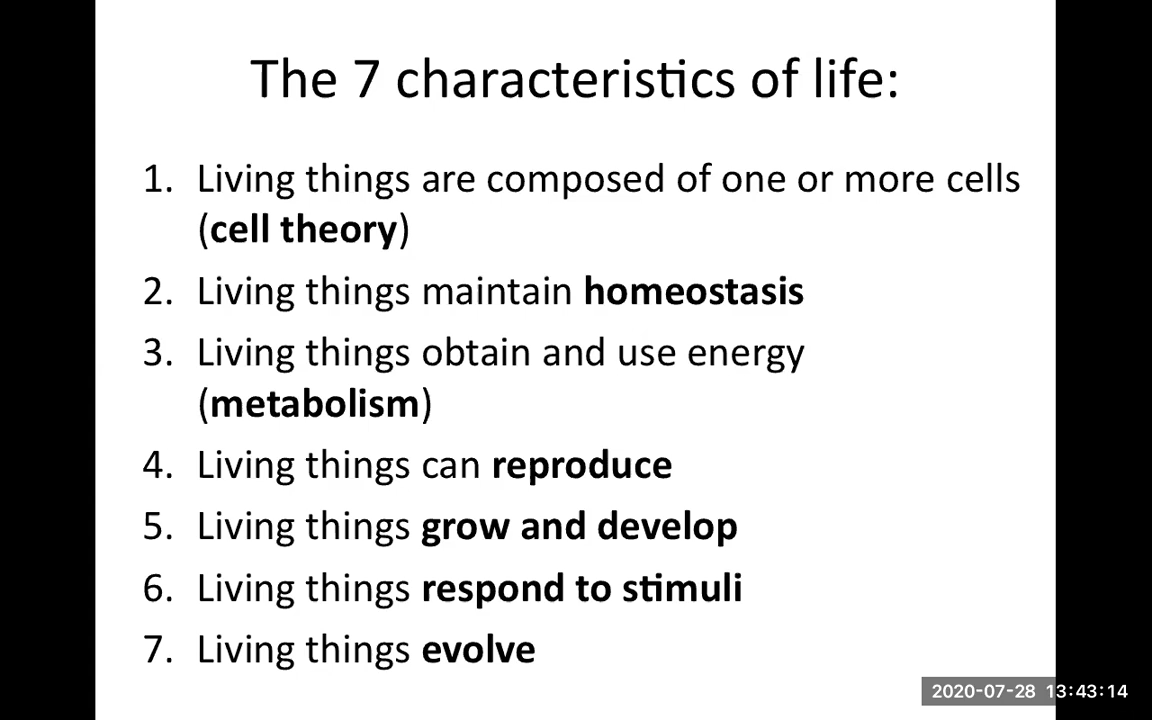 The 7 characteristics of life:
1. Living things are composed of one or more cells
(cell theory)
2. Living things maintain homeostasis
3. Living things obtain and use energy
(metabolism)
4. Living things can reproduce
5. Living things grow and develop
6. Living things respond to stimuli
7. Living things evolve
2020-07-28 13:43:14